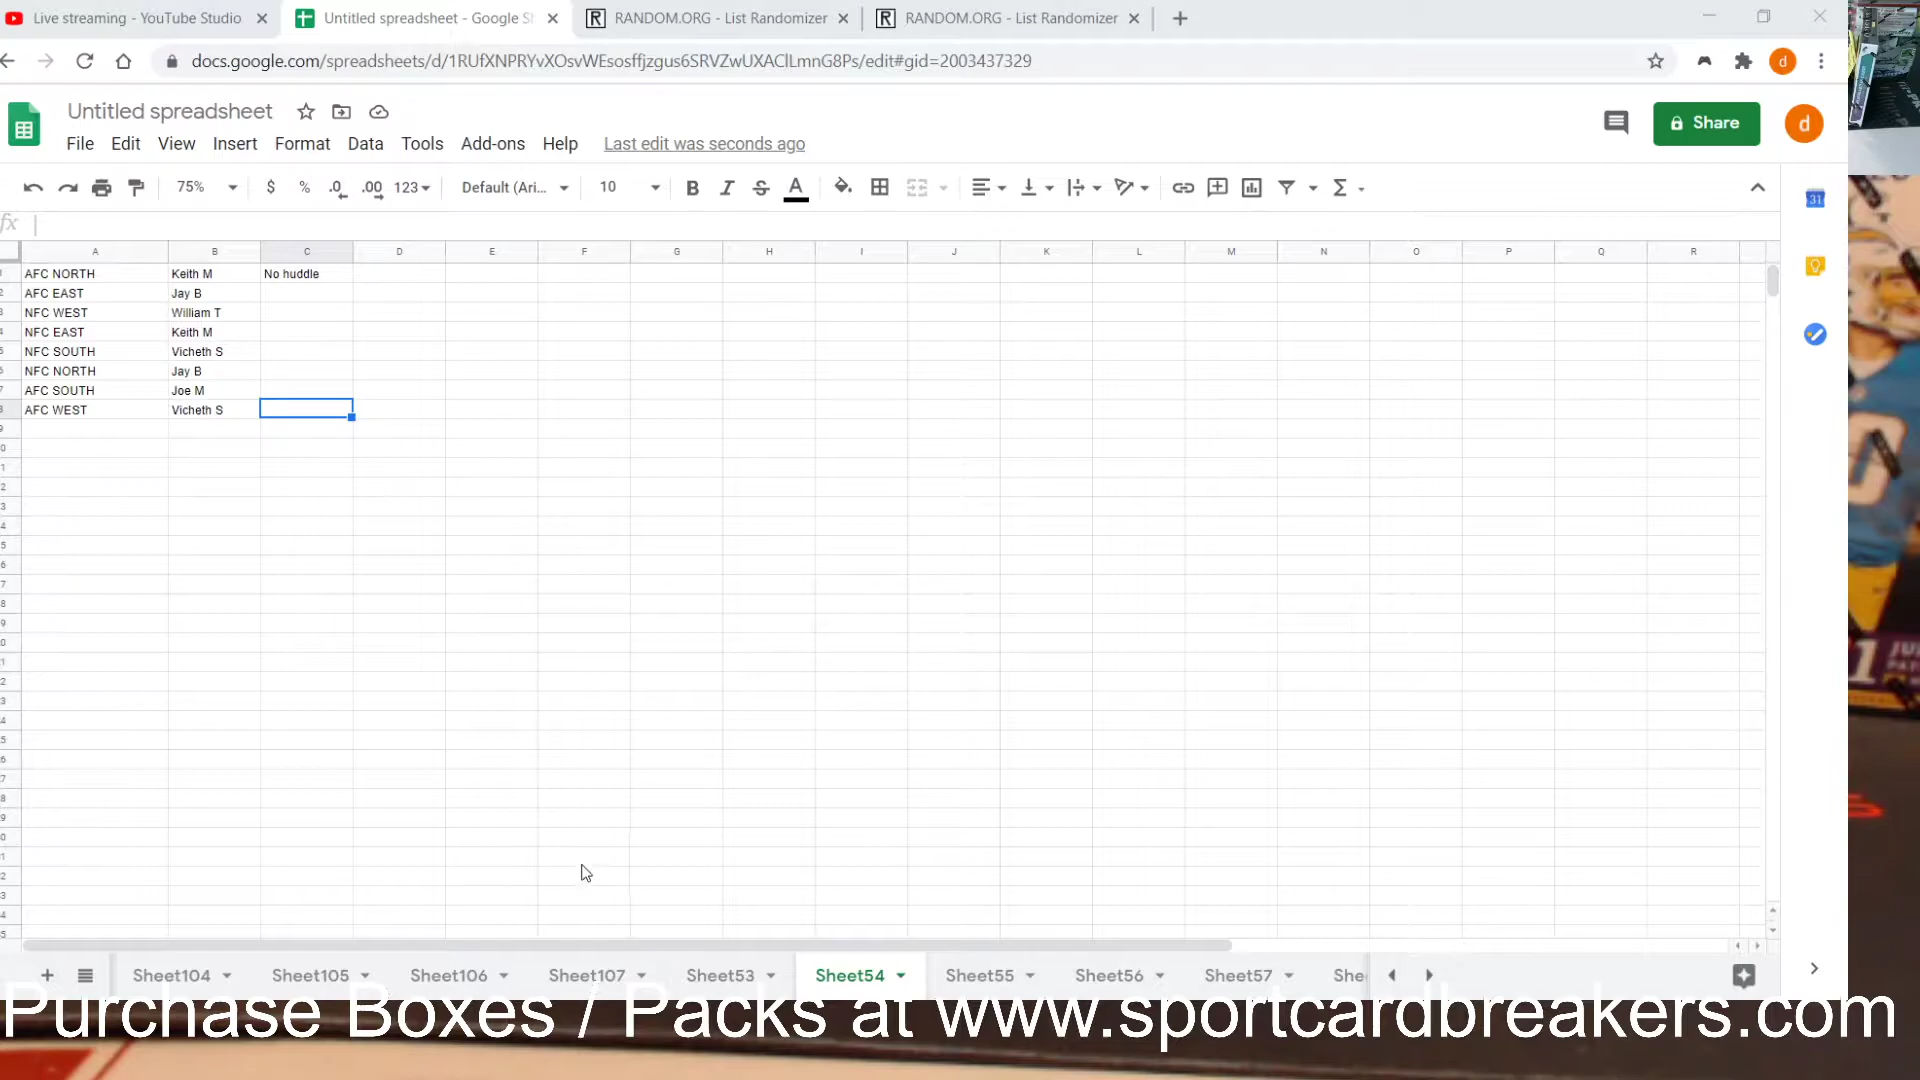 Live streaming - YouTube Studio
Untitled spreadsheet - Google Sh
RANDOM.ORG - List Randomizer
RANDOM.ORG - List Randomizer
docs.google.com/spreadsheets/d/1RUfXNPRYvXOsvWEsosffjzgus6SRVZwUXAClLmnG8Ps/edit#gid=2003437329
d
Untitled spreadsheet
File Edit View Insert Format Data Tools Add-ons Help Last edit was seconds ago
Share
d
75% $ % .0 .00 123 Default (Ari... 10 B I S A
31
fx
A B C D E F G H I J K L M N O P Q R
AFC NORTH Keith M No huddle
AFC EAST Jay B
NFC WEST William T
NFC EAST Keith M
NFC SOUTH Vicheth S
NFC NORTH Jay B
AFC SOUTH Joe M
AFC WEST Vicheth S
Sheet104 Sheet105 Sheet106 Sheet107 Sheet53 Sheet54 Sheet55 Sheet56 Sheet57 She
Purchase Boxes / Packs at www.sportcardbreakers.com